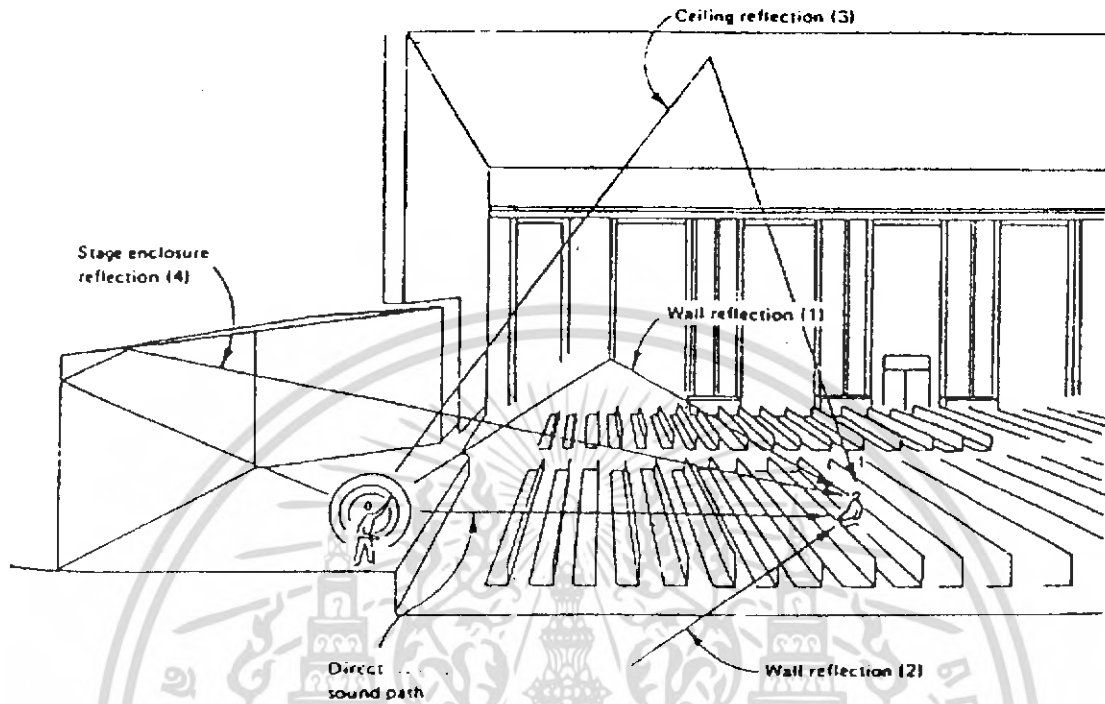 Ceiling reflection (3)
Stage enclosure
reflection (4)
Wall reflection (1)
Direct ....
sound path
Wall reflection (2)